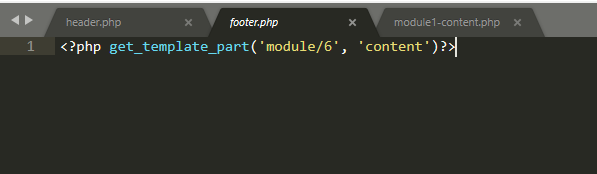 header.php footer.php module1-content.php
1 <?php get_template_part('module/6', 'content')?>